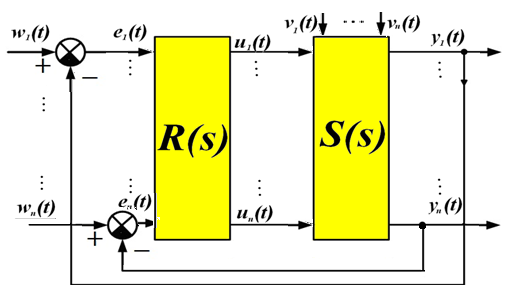 w1(t) e1(t) u1(t) v1(t) ... vn(t) y1(t)
+ −
... ... ... ...
R(s) S(s)
... ... ... ...
wn(t) en(t) un(t) yn(t)
+ −